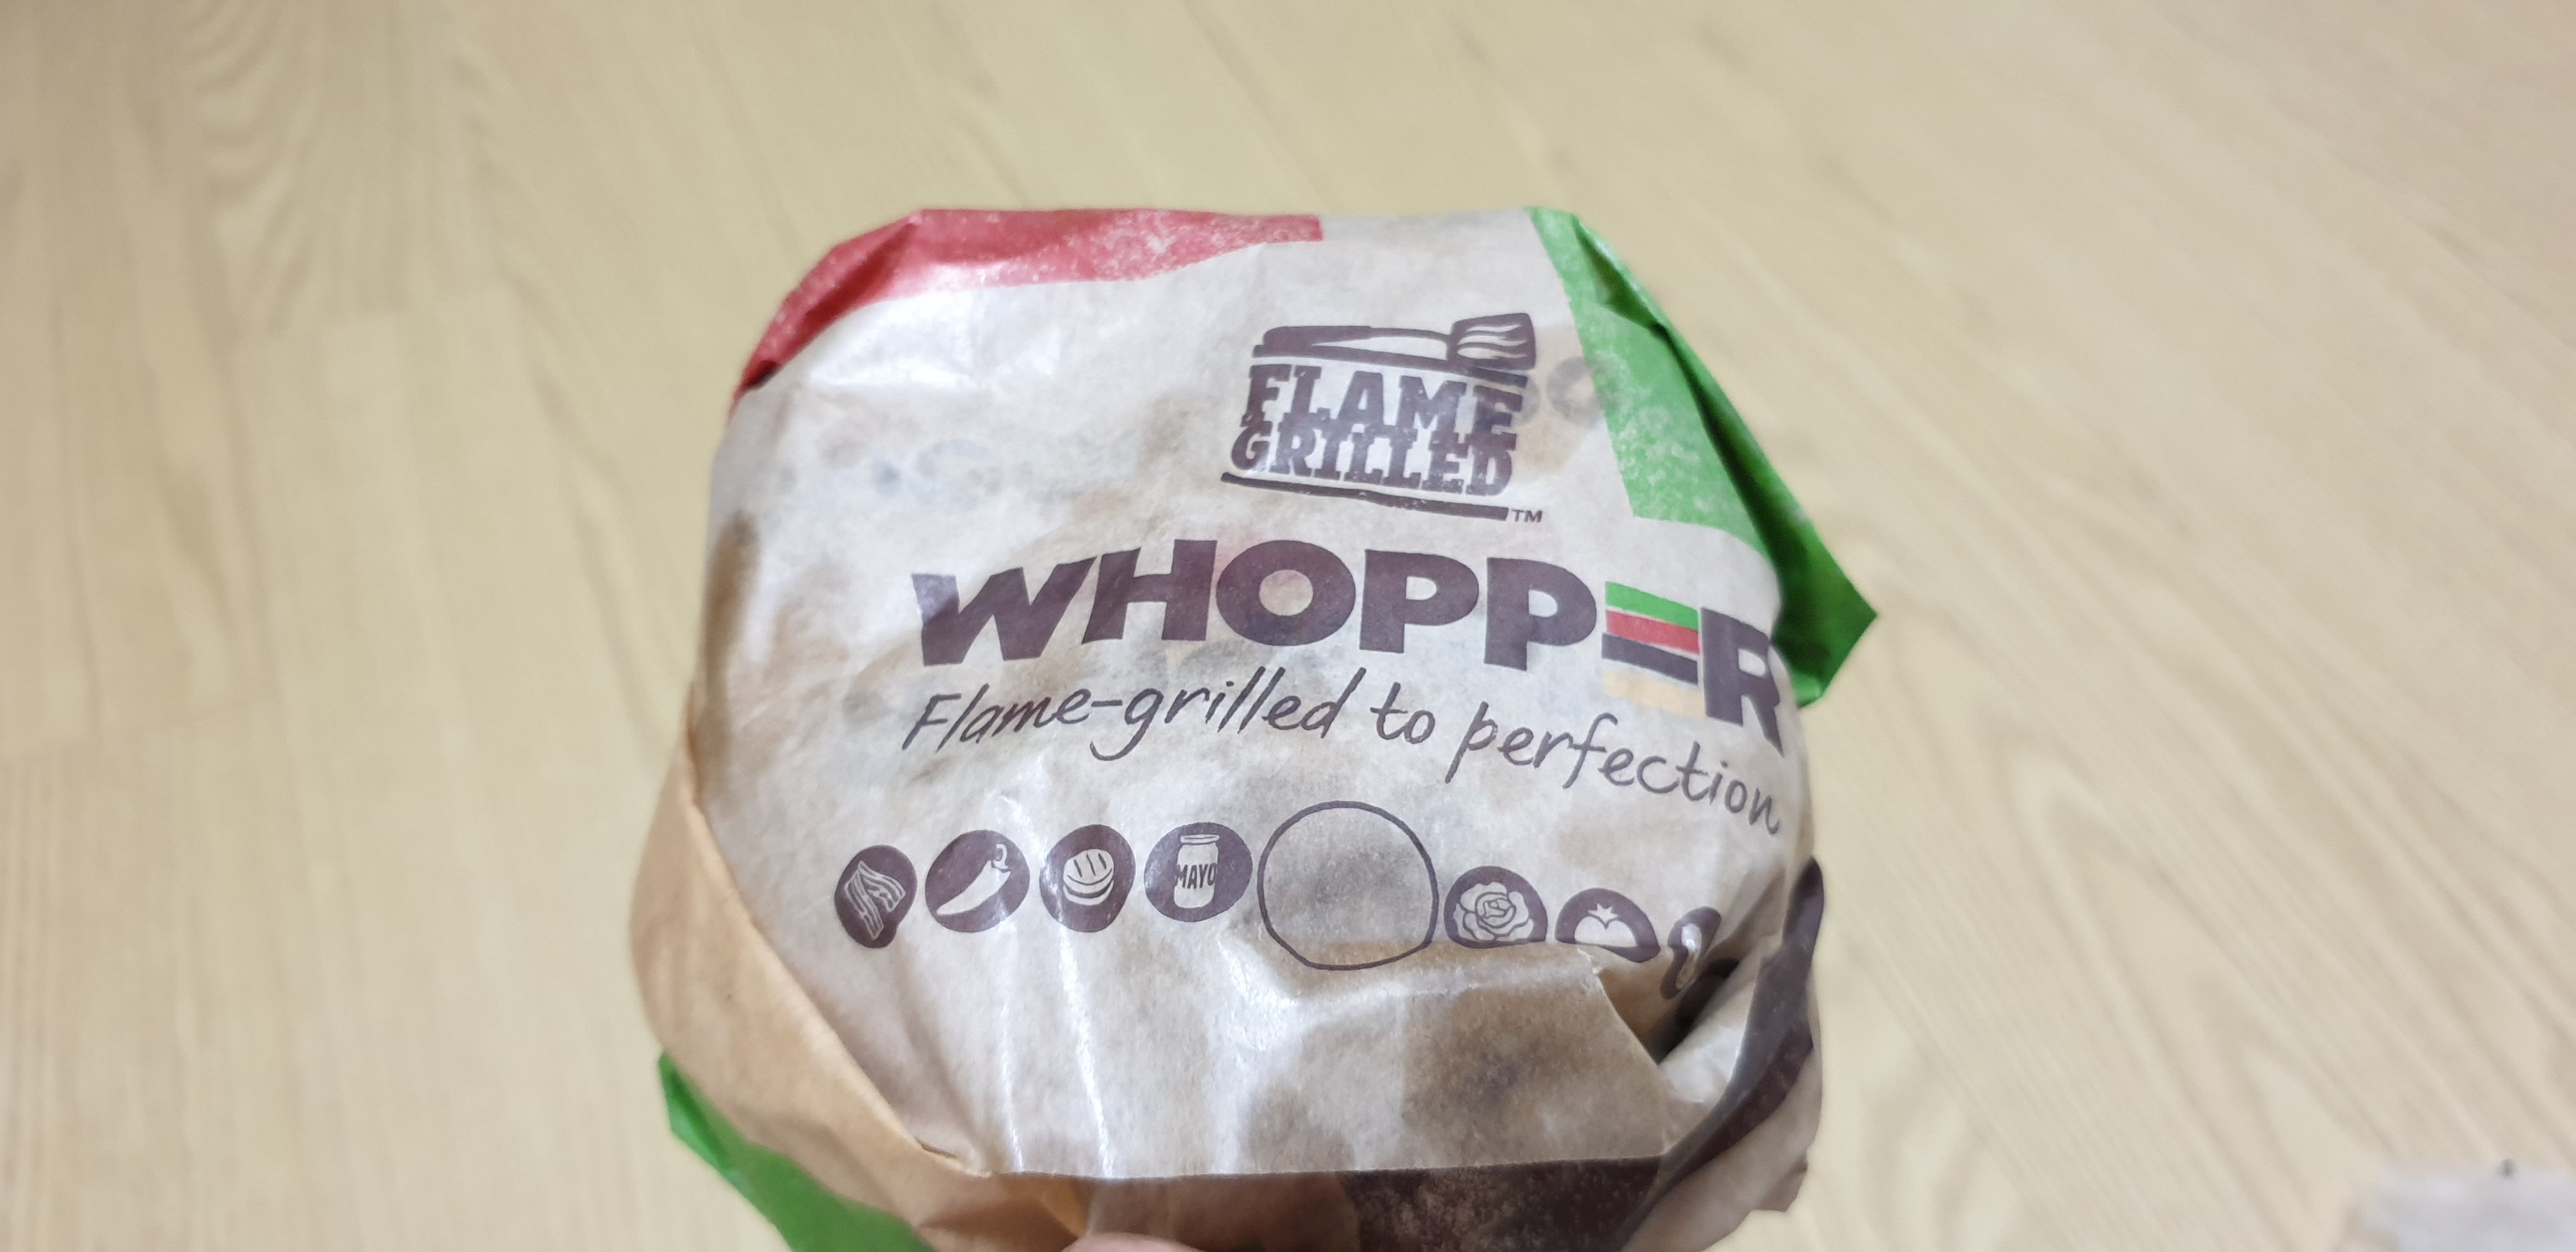 FLAME
GRILLED
TM
WHOPPER
Flame-grilled to perfection
MAYO